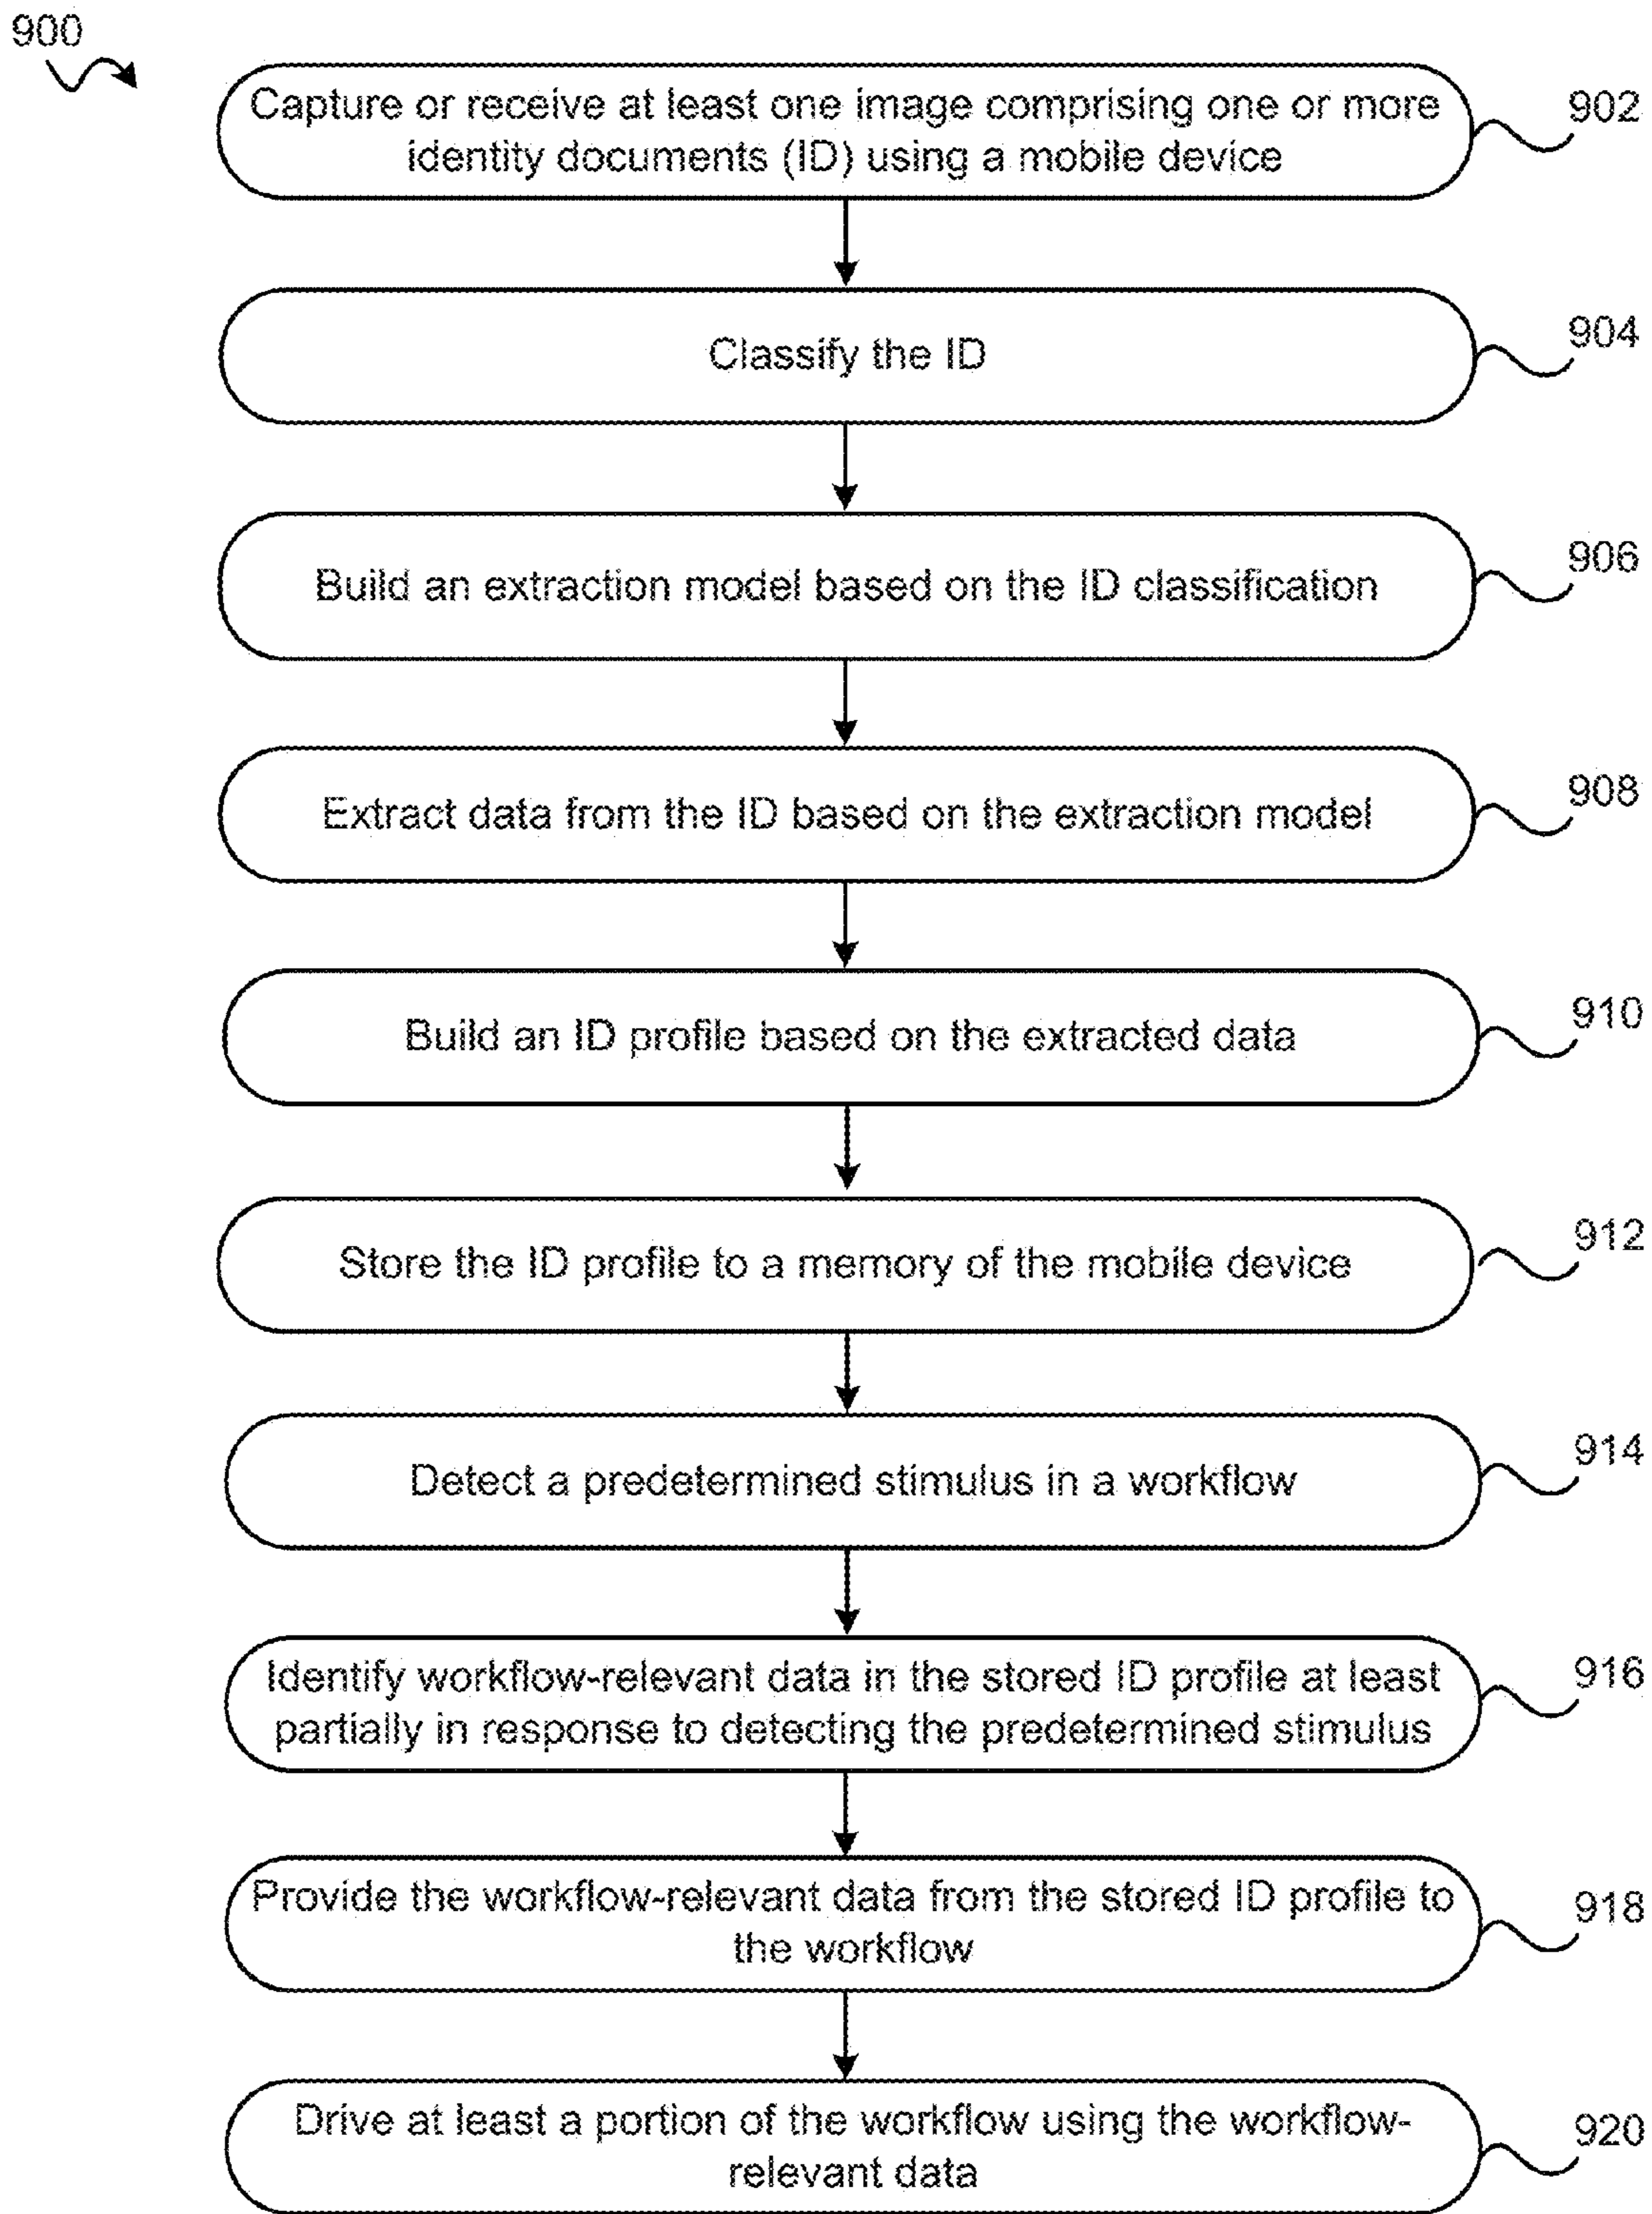 900
Capture or receive at least one image comprising one or more
identity documents (ID) using a mobile device
902
Classify the ID
904
Build an extraction model based on the ID classification
906
Extract data from the ID based on the extraction model
908
Build an ID profile based on the extracted data
910
Store the ID profile to a memory of the mobile device
912
Detect a predetermined stimulus in a workflow
914
Identify workflow-relevant data in the stored ID profile at least
partially in response to detecting the predetermined stimulus
916
Provide the workflow-relevant data from the stored ID profile to
the workflow
918
Drive at least a portion of the workflow using the workflow-
relevant data
920